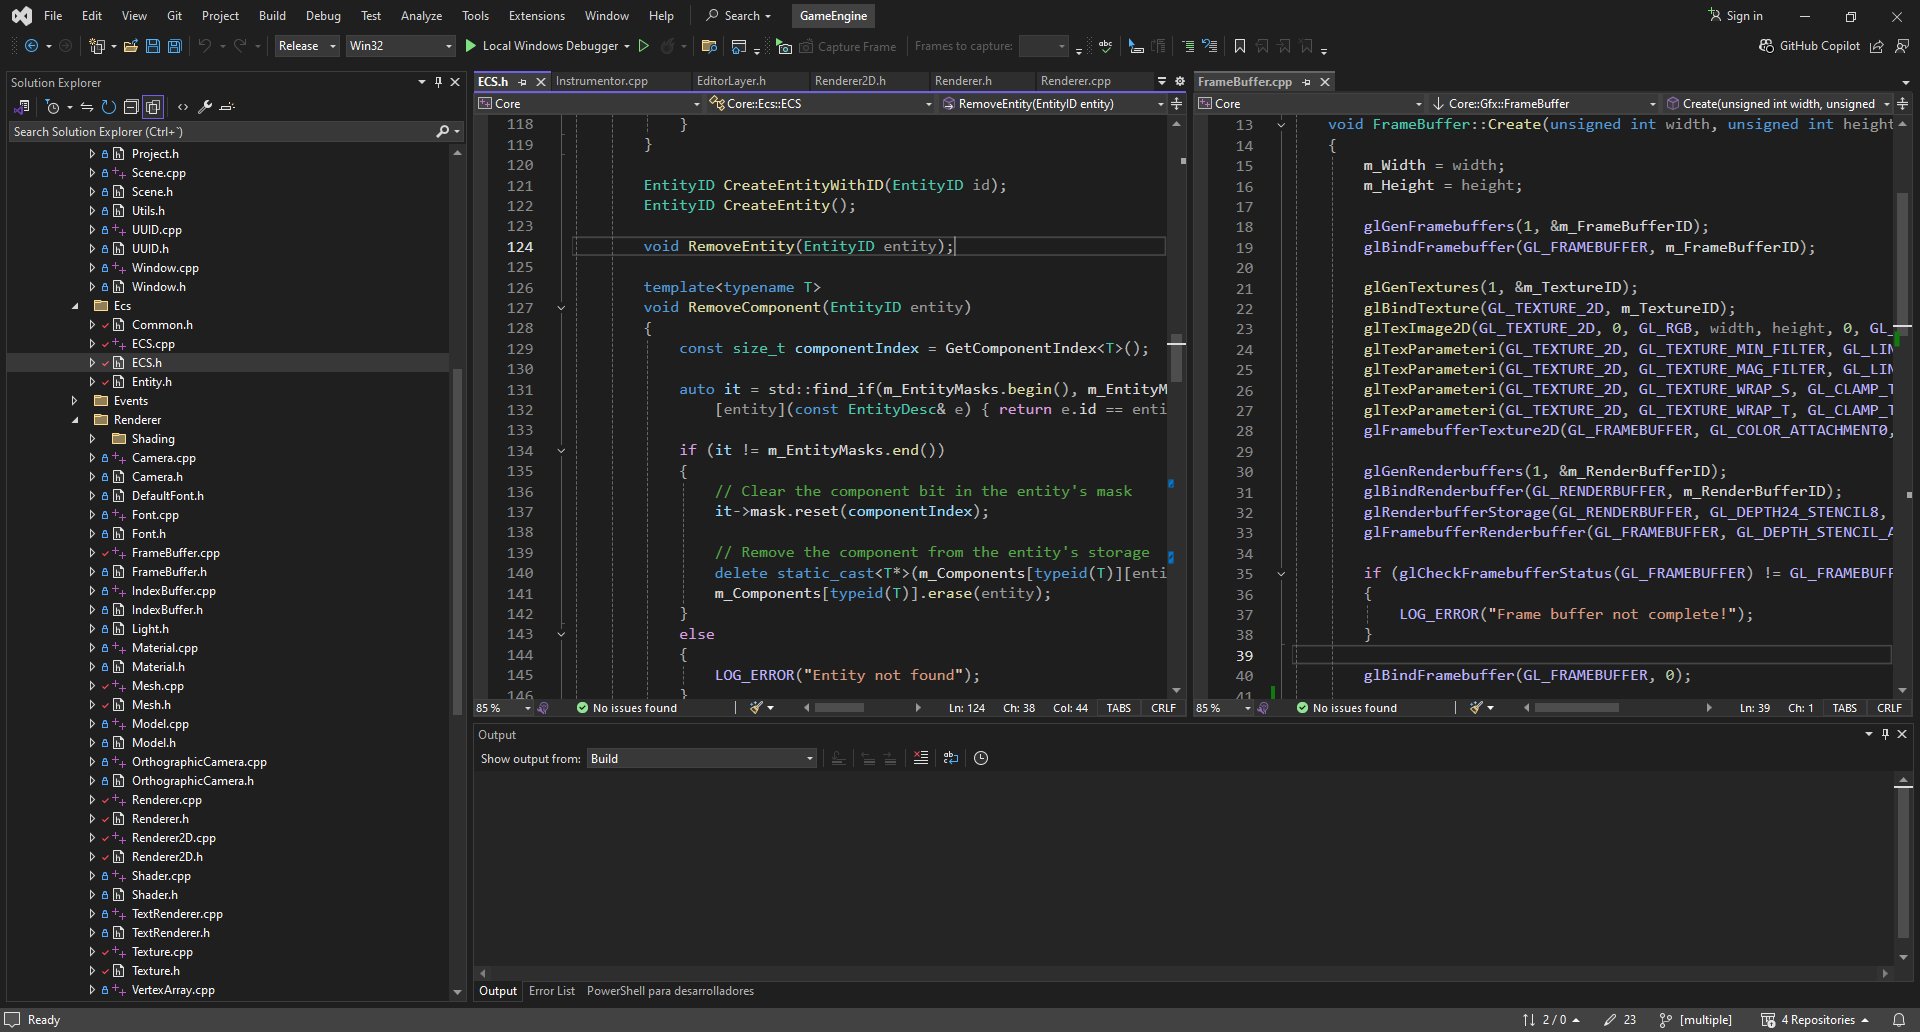 File Edit View Git Project Build Debug Test Analyze Tools Extensions Window Help Search GameEngine Sign in
Release Win32 Local Windows Debugger Capture Frame Frames to capture: abc GitHub Copilot
Solution Explorer
Search Solution Explorer (Ctrl+`)
Project.h
Scene.cpp
Scene.h
Utils.h
UUID.cpp
UUID.h
Window.cpp
Window.h
Ecs
Common.h
ECS.cpp
ECS.h
Entity.h
Events
Renderer
Shading
Camera.cpp
Camera.h
DefaultFont.h
Font.cpp
Font.h
FrameBuffer.cpp
FrameBuffer.h
IndexBuffer.cpp
IndexBuffer.h
Light.h
Material.cpp
Material.h
Mesh.cpp
Mesh.h
Model.cpp
Model.h
OrthographicCamera.cpp
OrthographicCamera.h
Renderer.cpp
Renderer.h
Renderer2D.cpp
Renderer2D.h
Shader.cpp
Shader.h
TextRenderer.cpp
TextRenderer.h
Texture.cpp
Texture.h
VertexArray.cpp
ECS.h Instrumentor.cpp EditorLayer.h Renderer2D.h Renderer.h Renderer.cpp
Core Core::Ecs::ECS RemoveEntity(EntityID entity)
118 }
119 }
120
121 EntityID CreateEntityWithID(EntityID id);
122 EntityID CreateEntity();
123
124 void RemoveEntity(EntityID entity);
125
126 template<typename T>
127 void RemoveComponent(EntityID entity)
128 {
129 const size_t componentIndex = GetComponentIndex<T>();
130
131 auto it = std::find_if(m_EntityMasks.begin(), m_EntityM
132 [entity](const EntityDesc& e) { return e.id == enti
133
134 if (it != m_EntityMasks.end())
135 {
136 // Clear the component bit in the entity's mask
137 it->mask.reset(componentIndex);
138
139 // Remove the component from the entity's storage
140 delete static_cast<T*>(m_Components[typeid(T)][enti
141 m_Components[typeid(T)].erase(entity);
142 }
143 else
144 {
145 LOG_ERROR("Entity not found");
146 }
85 % No issues found Ln: 124 Ch: 38 Col: 44 TABS CRLF
FrameBuffer.cpp
Core Core::Gfx::FrameBuffer Create(unsigned int width, unsigned
13 void FrameBuffer::Create(unsigned int width, unsigned int height
14 {
15 m_Width = width;
16 m_Height = height;
17
18 glGenFramebuffers(1, &m_FrameBufferID);
19 glBindFramebuffer(GL_FRAMEBUFFER, m_FrameBufferID);
20
21 glGenTextures(1, &m_TextureID);
22 glBindTexture(GL_TEXTURE_2D, m_TextureID);
23 glTexImage2D(GL_TEXTURE_2D, 0, GL_RGB, width, height, 0, GL_
24 glTexParameteri(GL_TEXTURE_2D, GL_TEXTURE_MIN_FILTER, GL_LIN
25 glTexParameteri(GL_TEXTURE_2D, GL_TEXTURE_MAG_FILTER, GL_LIN
26 glTexParameteri(GL_TEXTURE_2D, GL_TEXTURE_WRAP_S, GL_CLAMP_T
27 glTexParameteri(GL_TEXTURE_2D, GL_TEXTURE_WRAP_T, GL_CLAMP_T
28 glFramebufferTexture2D(GL_FRAMEBUFFER, GL_COLOR_ATTACHMENT0,
29
30 glGenRenderbuffers(1, &m_RenderBufferID);
31 glBindRenderbuffer(GL_RENDERBUFFER, m_RenderBufferID);
32 glRenderbufferStorage(GL_RENDERBUFFER, GL_DEPTH24_STENCIL8,
33 glFramebufferRenderbuffer(GL_FRAMEBUFFER, GL_DEPTH_STENCIL_A
34
35 if (glCheckFramebufferStatus(GL_FRAMEBUFFER) != GL_FRAMEBUFF
36 {
37 LOG_ERROR("Frame buffer not complete!");
38 }
39
40 glBindFramebuffer(GL_FRAMEBUFFER, 0);
41
85 % No issues found Ln: 39 Ch: 1 TABS CRLF
Output
Show output from: Build
Output Error List PowerShell para desarrolladores
Ready 2 / 0 23 [multiple] 4 Repositories